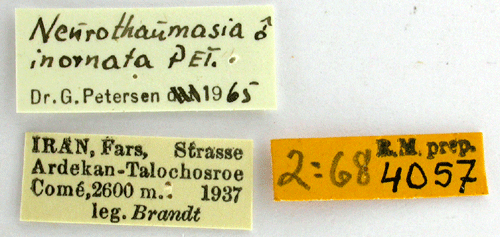 Neurothaumasia ♂
inornata PET.
Dr. G. Petersen 1965
IRAN, Fars, Strasse
Ardekan-Talochosroe
Comé, 2600 m. 1937
leg. Brandt
R.M. prep.
2:68 4057